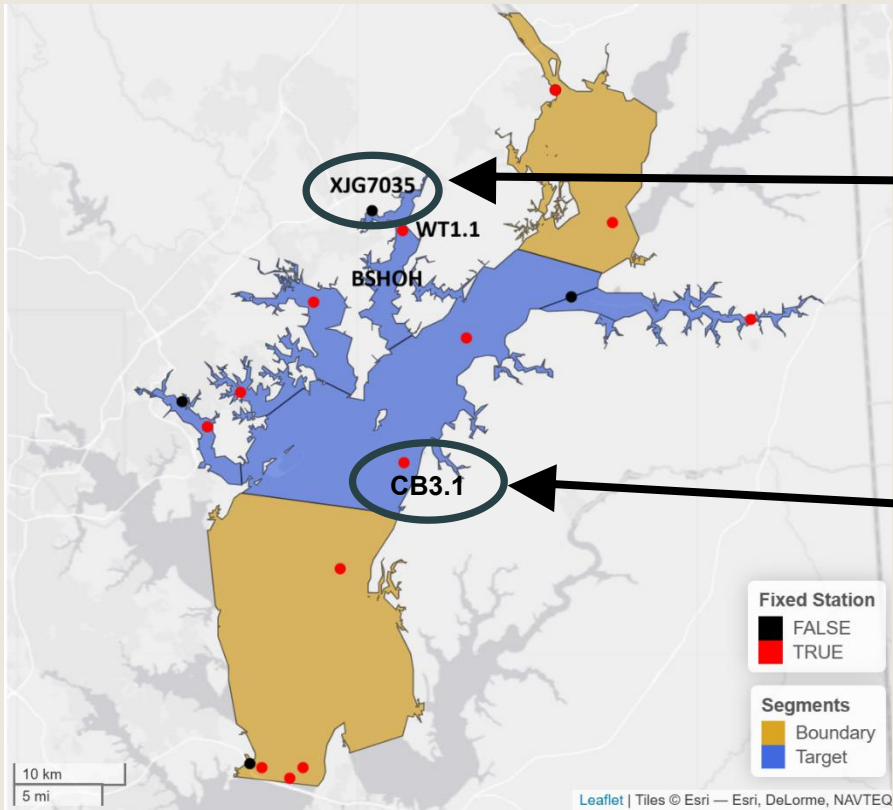 XJG7035
WT1.1
BSHOH
CB3.1
Fixed Station
FALSE
TRUE
Segments
Boundary
Target
10 km
5 mi
Leaflet | Tiles © Esri — Esri, DeLorme, NAVTEQ